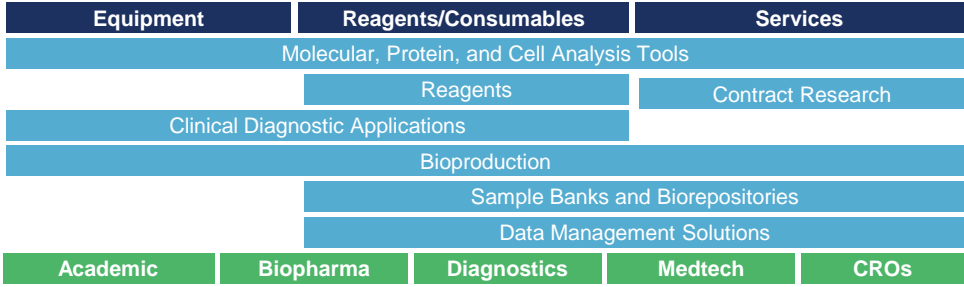 Equipment Reagents/Consumables Services
Molecular, Protein, and Cell Analysis Tools
Reagents Contract Research
Clinical Diagnostic Applications
Bioproduction
Sample Banks and Biorepositories
Data Management Solutions
Academic Biopharma Diagnostics Medtech CROs